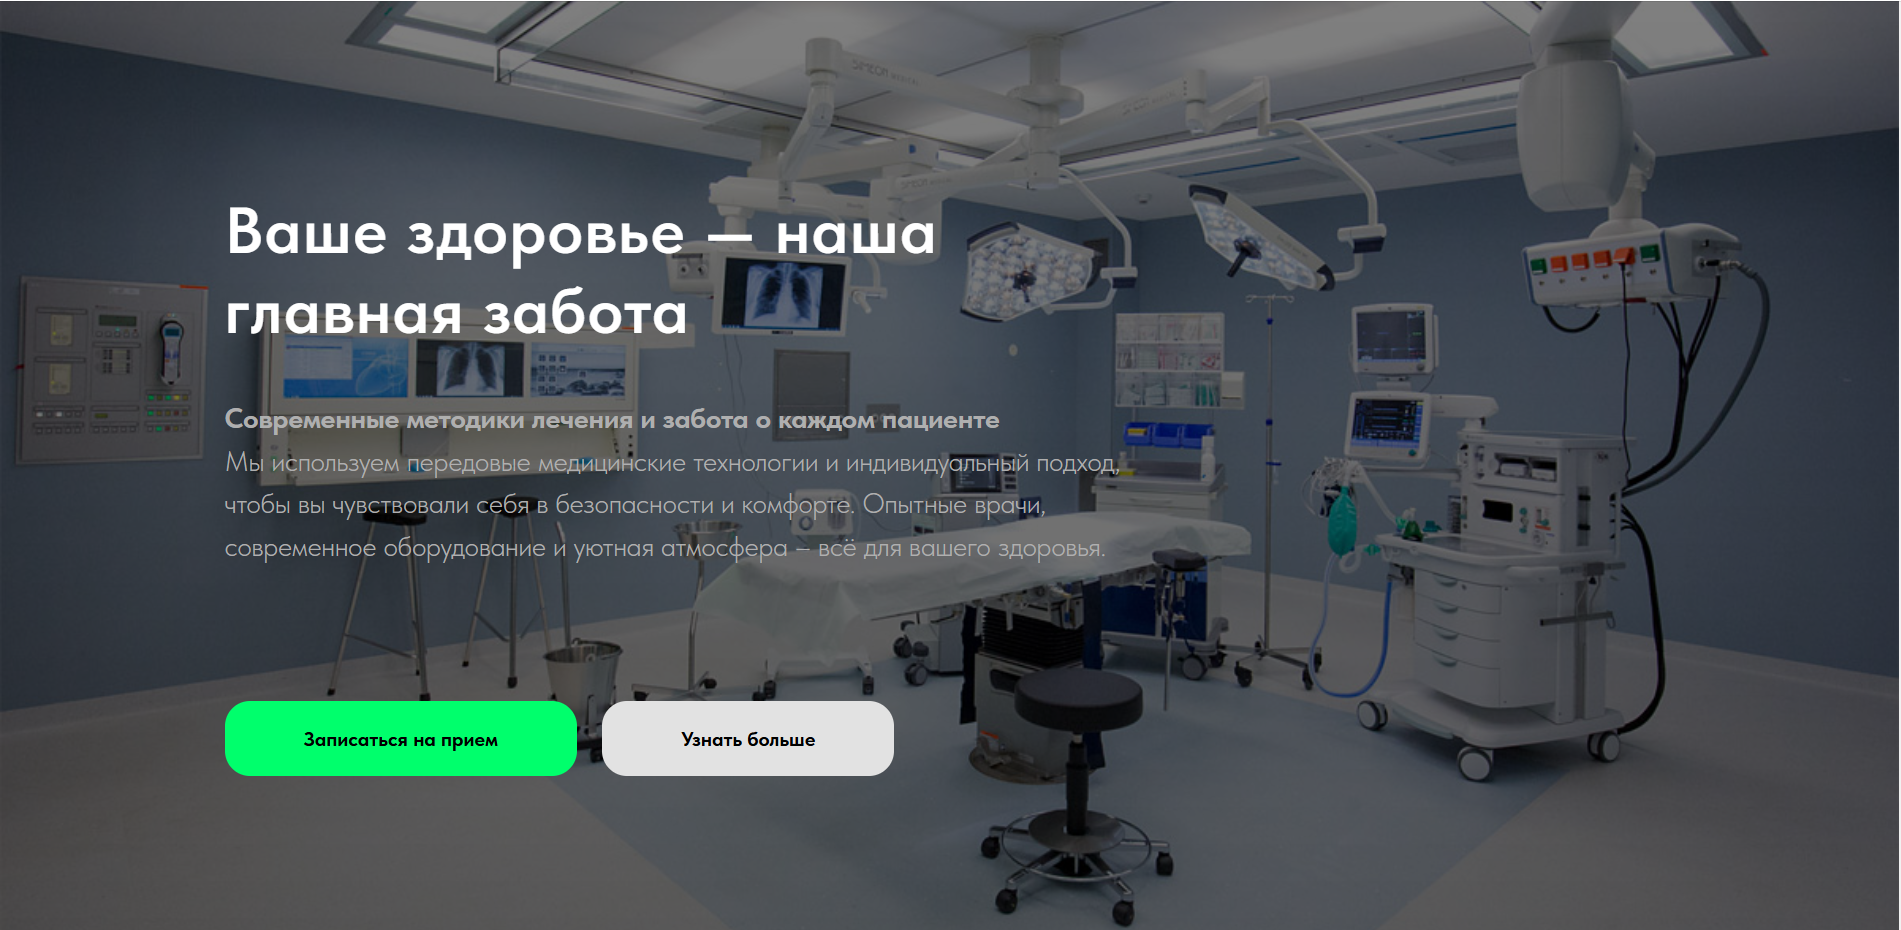 SIMEON MEDICAL
Ваше здоровье — наша
главная забота
Современные методики лечения и забота о каждом пациенте
Мы используем передовые медицинские технологии и индивидуальный подход,
чтобы вы чувствовали себя в безопасности и комфорте. Опытные врачи,
современное оборудование и уютная атмосфера – всё для вашего здоровья.
Записаться на прием
Узнать больше